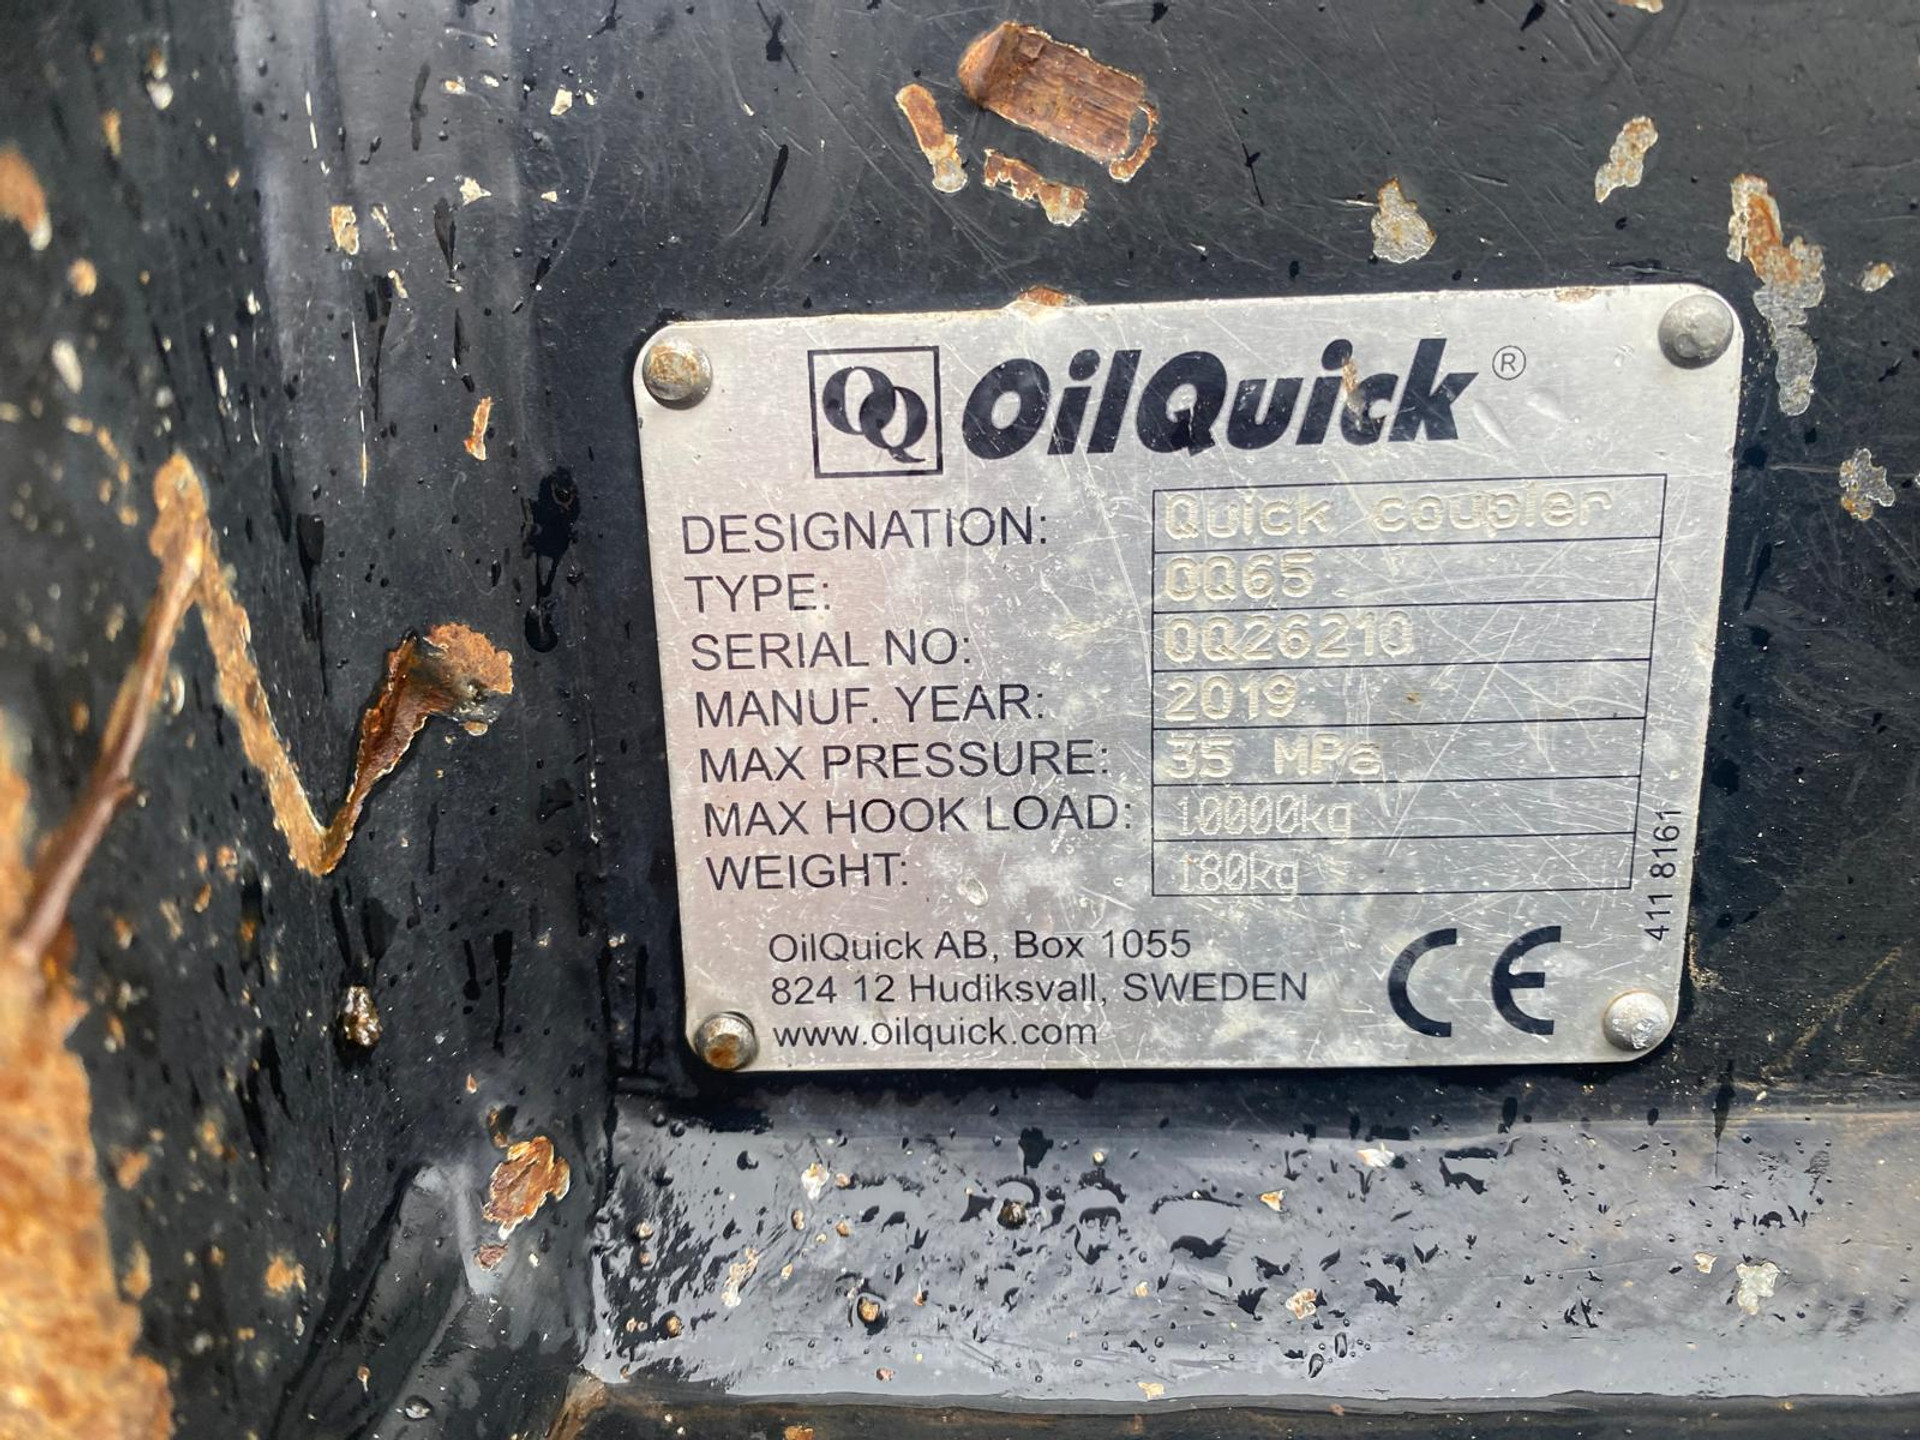 OQ OilQuick®
DESIGNATION: Quick coupler
TYPE: OQ65
SERIAL NO: OQ26210
MANUF. YEAR: 2019
MAX PRESSURE: 35 MPa
MAX HOOK LOAD: 10000kg
WEIGHT: 180kg
411 8161
OilQuick AB, Box 1055
824 12 Hudiksvall, SWEDEN
www.oilquick.com
CE